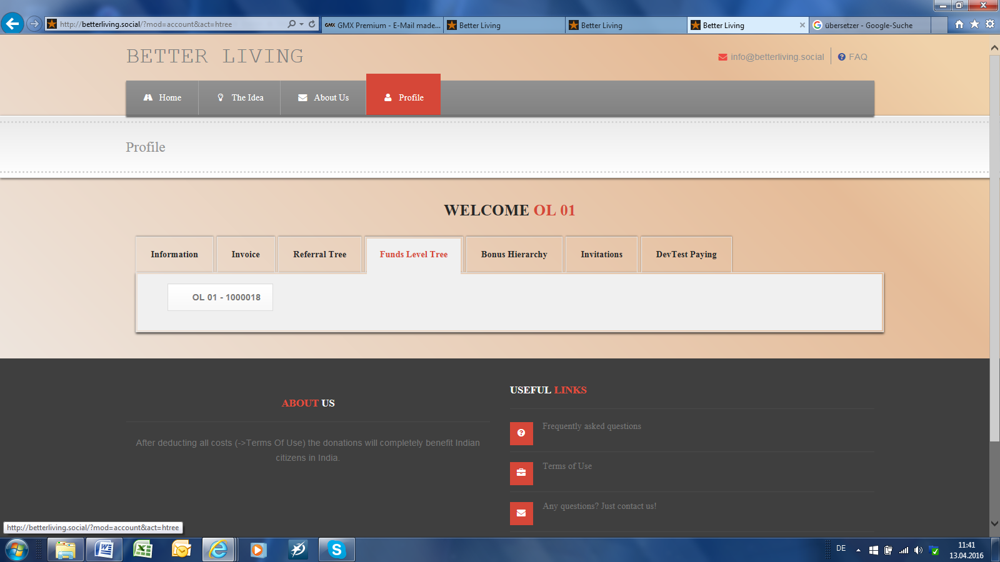 http://betterliving.social/?mod=account&act=htree
GMX GMX Premium - E-Mail made...
Better Living
Better Living
Better Living
übersetzer - Google-Suche
BETTER LIVING
info@betterliving.social
FAQ
Home
The Idea
About Us
Profile
Profile
WELCOME OL 01
Information
Invoice
Referral Tree
Funds Level Tree
Bonus Hierarchy
Invitations
DevTest Paying
OL 01 - 1000018
ABOUT US
After deducting all costs (->Terms Of Use) the donations will completely benefit Indian
citizens in India.
USEFUL LINKS
Frequently asked questions
Terms of Use
Any questions? Just contact us!
http://betterliving.social/?mod=account&act=htree
DE
11:41
13.04.2016